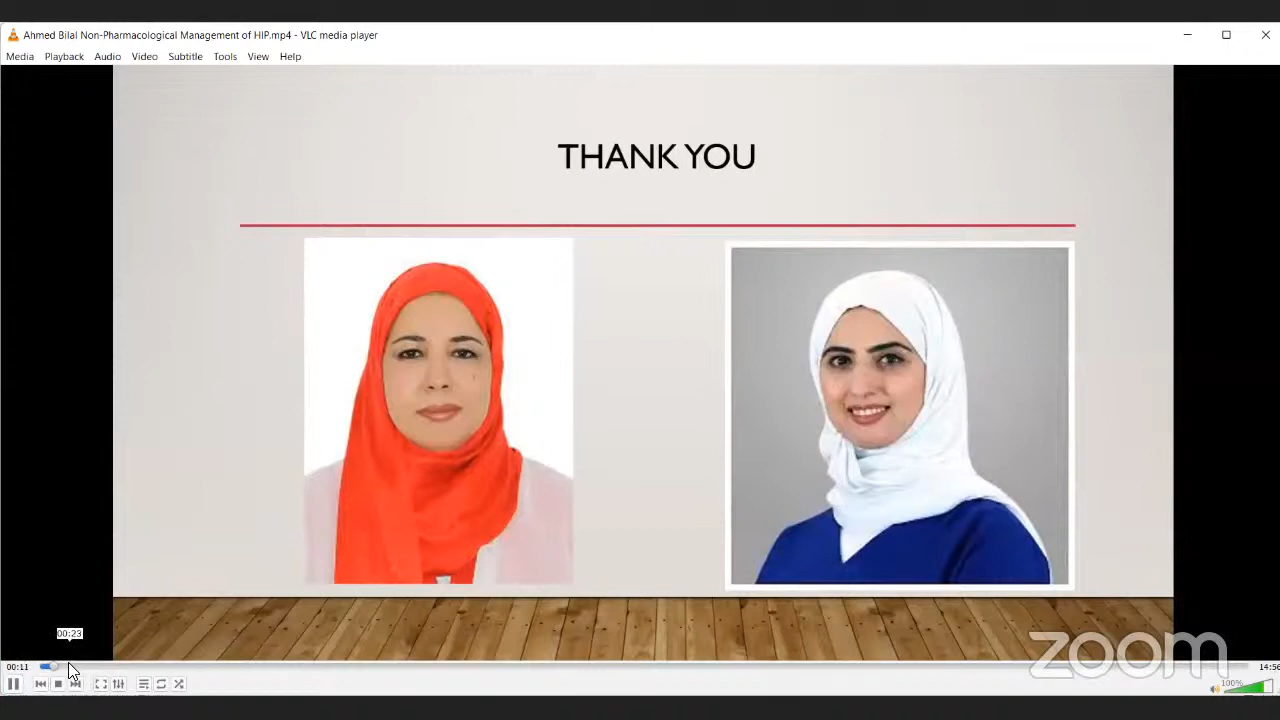 Ahmed Bilal Non-Pharmacological Management of HIP.mp4 - VLC media player
Media Playback Audio Video Subtitle Tools View Help
THANK YOU
00:23
00:11
14:56
zoom
100%